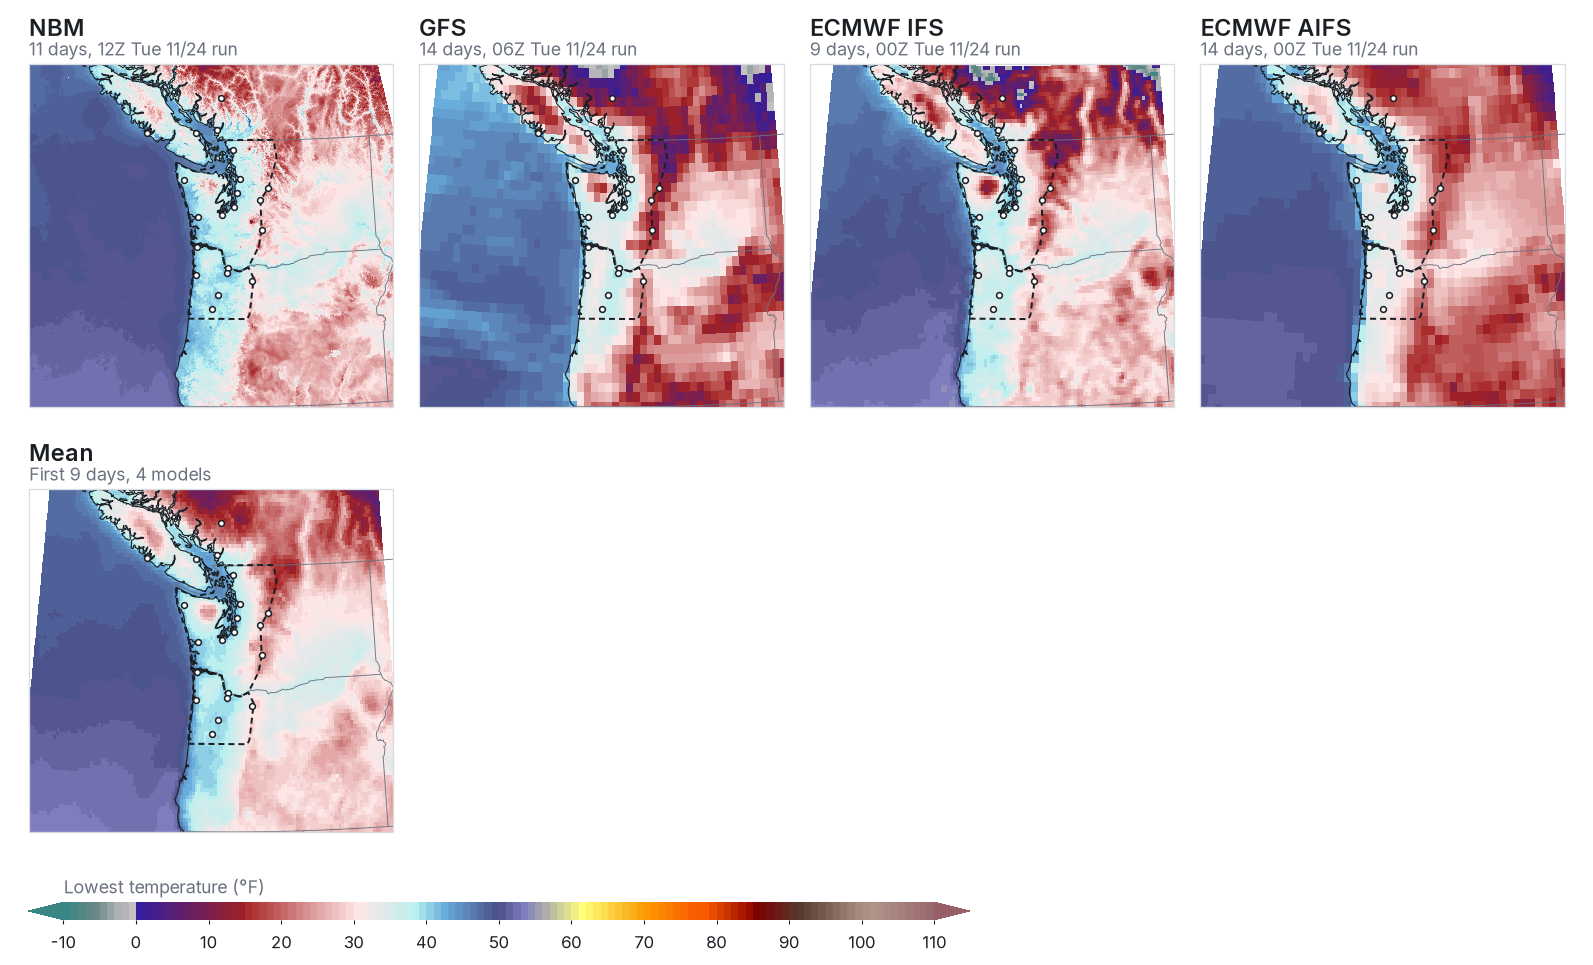 NBM
11 days, 12Z Tue 11/24 run
GFS
14 days, 06Z Tue 11/24 run
ECMWF IFS
9 days, 00Z Tue 11/24 run
ECMWF AIFS
14 days, 00Z Tue 11/24 run
Mean
First 9 days, 4 models
Lowest temperature (°F)
-10 0 10 20 30 40 50 60 70 80 90 100 110